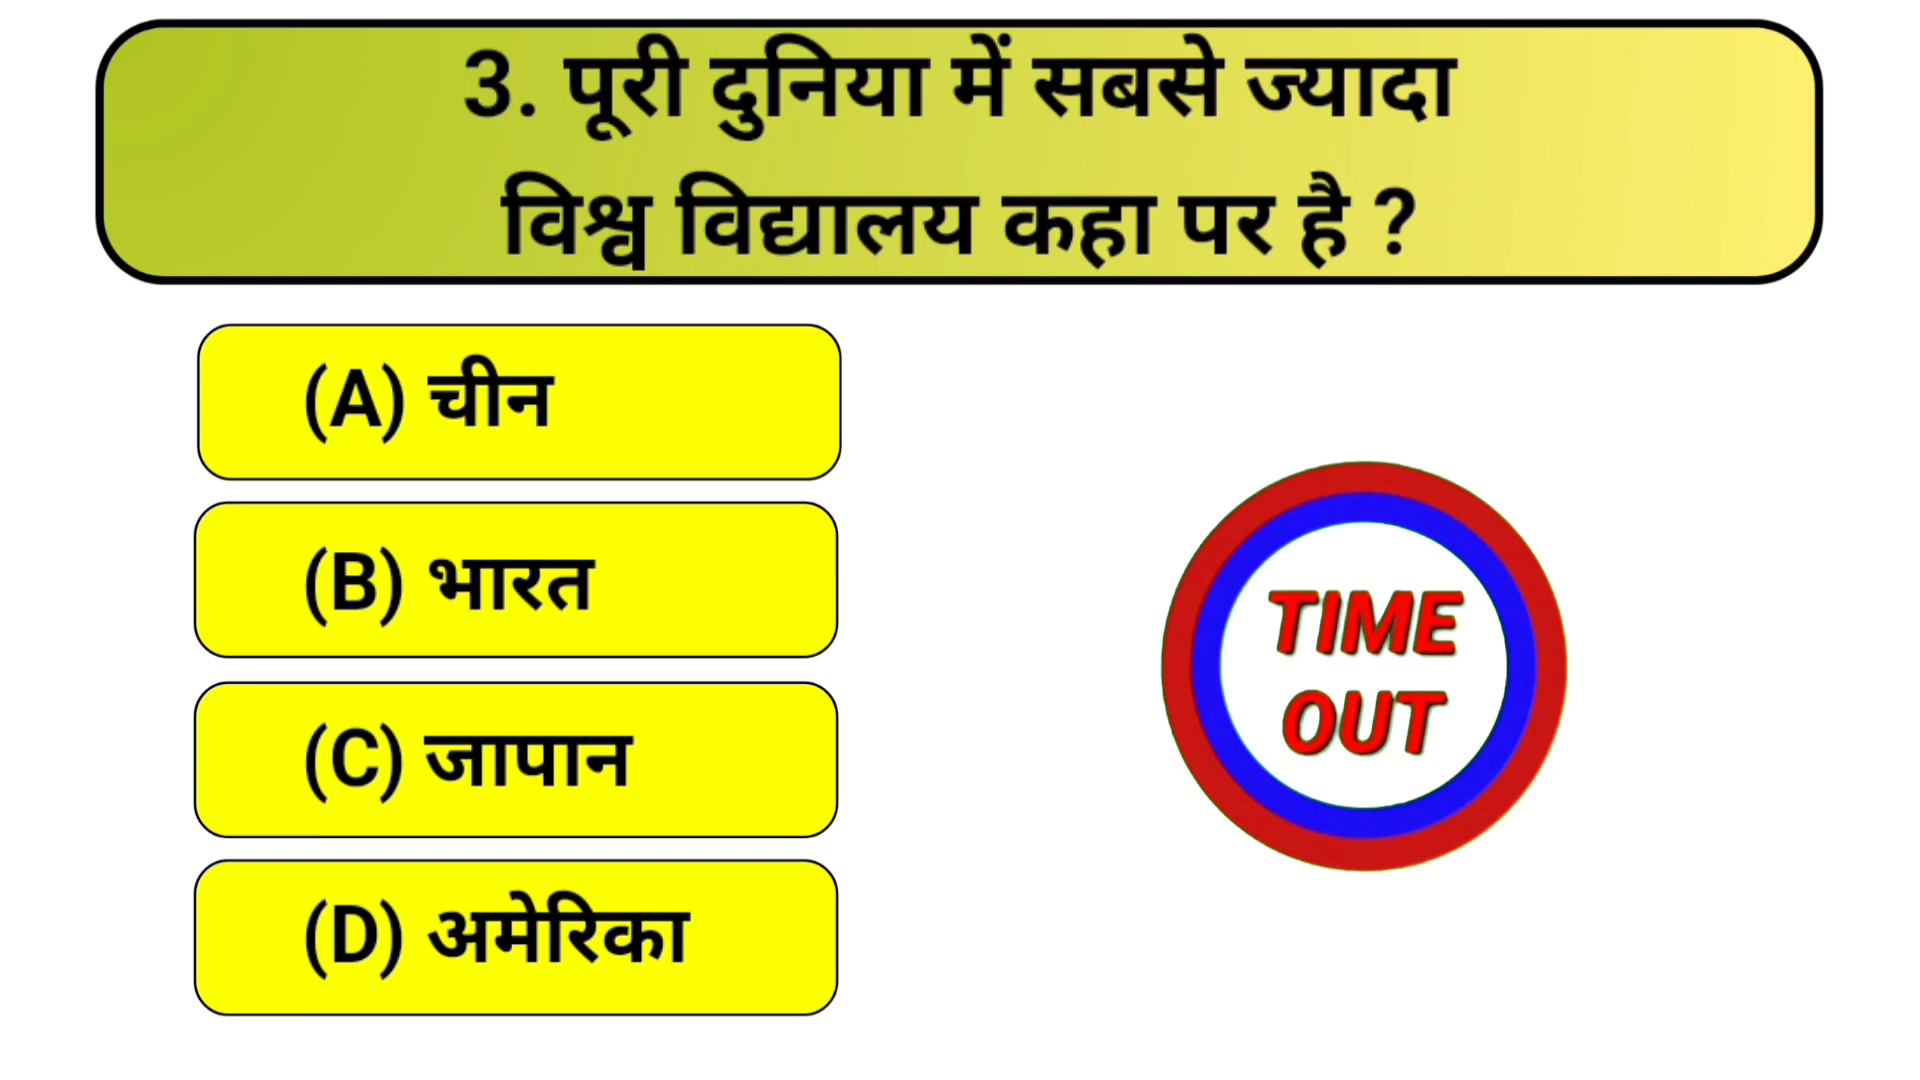 3. पूरी दुनिया में सबसे ज्यादा
विश्व विद्यालय कहा पर है ?
(A) चीन
(B) भारत
(C) जापान
(D) अमेरिका
TIME
OUT